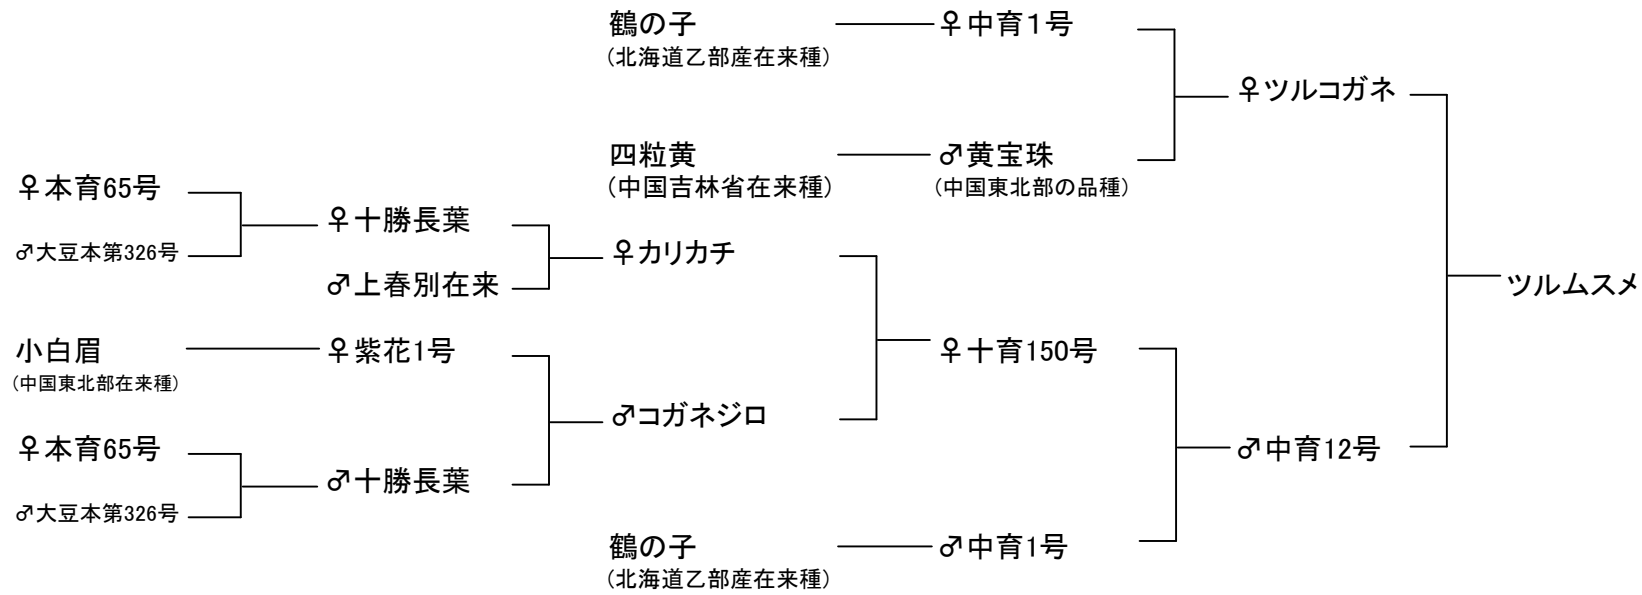 鶴の子
(北海道乙部産在来種)
♀中育1号
♀ツルコガネ
四粒黄
(中国吉林省在来種)
♂黄宝珠
(中国東北部の品種)
♀本育65号
♂大豆本第326号
♀十勝長葉
♂上春別在来
♀カリカチ
ツルムスメ
小白眉
(中国東北部在来種)
♀紫花1号
♀十育150号
♂コガネジロ
♀本育65号
♂大豆本第326号
♂十勝長葉
♂中育12号
鶴の子
(北海道乙部産在来種)
♂中育1号